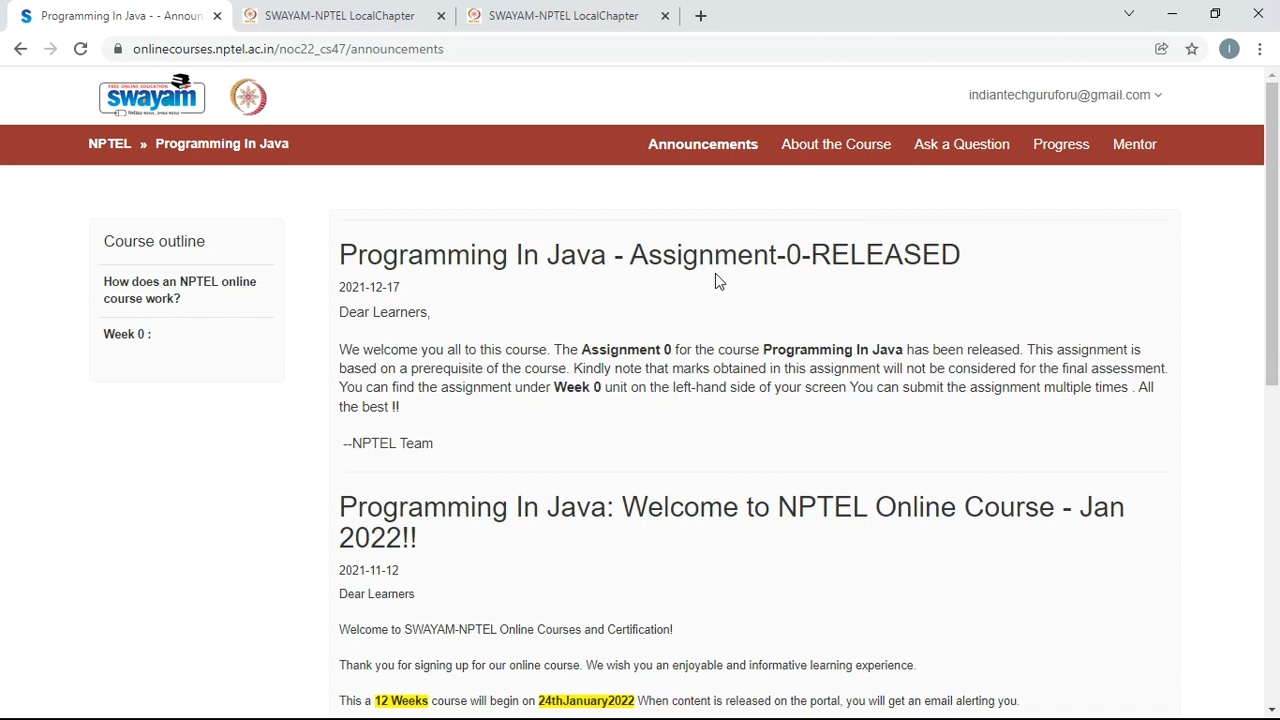 Programming In Java - - Announ
SWAYAM-NPTEL LocalChapter
SWAYAM-NPTEL LocalChapter
onlinecourses.nptel.ac.in/noc22_cs47/announcements
I
FREE ONLINE EDUCATION
swayam
indiantechguruforu@gmail.com
NPTEL » Programming In Java
Announcements About the Course Ask a Question Progress Mentor
Course outline
How does an NPTEL online
course work?
Week 0 :
Programming In Java - Assignment-0-RELEASED
2021-12-17
Dear Learners,
We welcome you all to this course. The Assignment 0 for the course Programming In Java has been released. This assignment is
based on a prerequisite of the course. Kindly note that marks obtained in this assignment will not be considered for the final assessment.
You can find the assignment under Week 0 unit on the left-hand side of your screen You can submit the assignment multiple times . All
the best !!
--NPTEL Team
Programming In Java: Welcome to NPTEL Online Course - Jan
2022!!
2021-11-12
Dear Learners
Welcome to SWAYAM-NPTEL Online Courses and Certification!
Thank you for signing up for our online course. We wish you an enjoyable and informative learning experience.
This a 12 Weeks course will begin on 24thJanuary2022 When content is released on the portal, you will get an email alerting you.